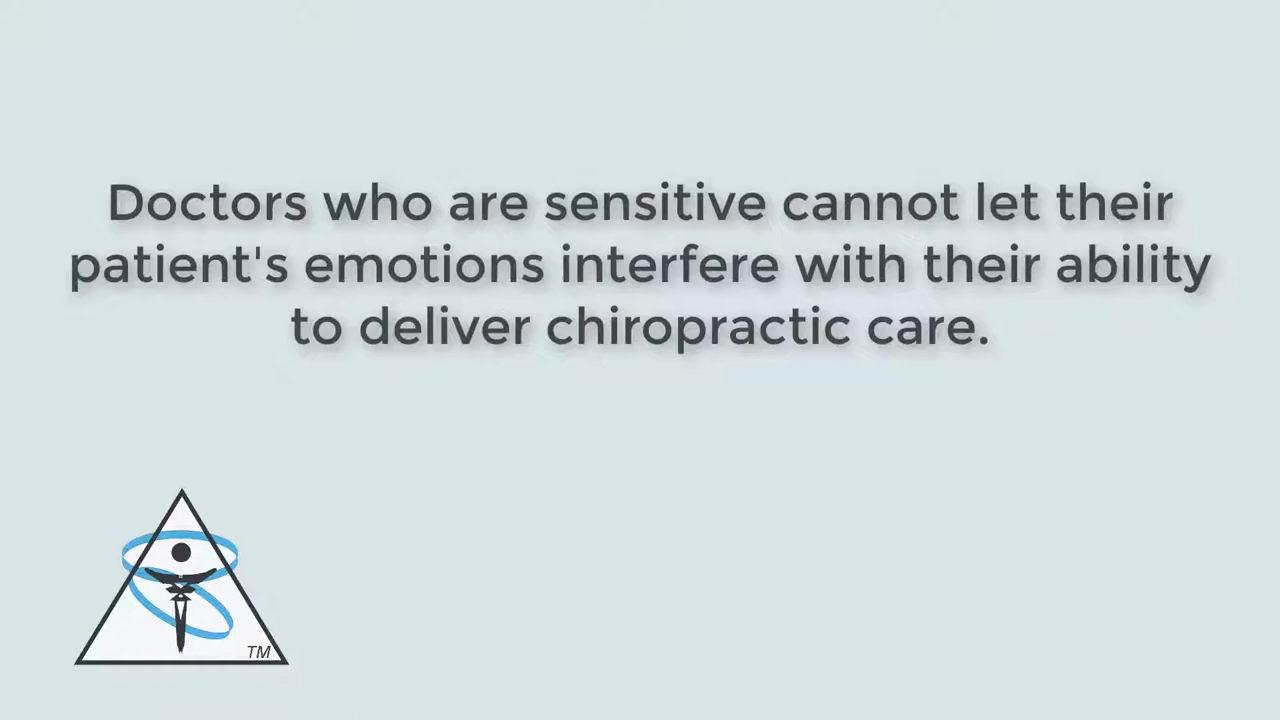 Doctors who are sensitive cannot let their
patient's emotions interfere with their ability
to deliver chiropractic care.
TM